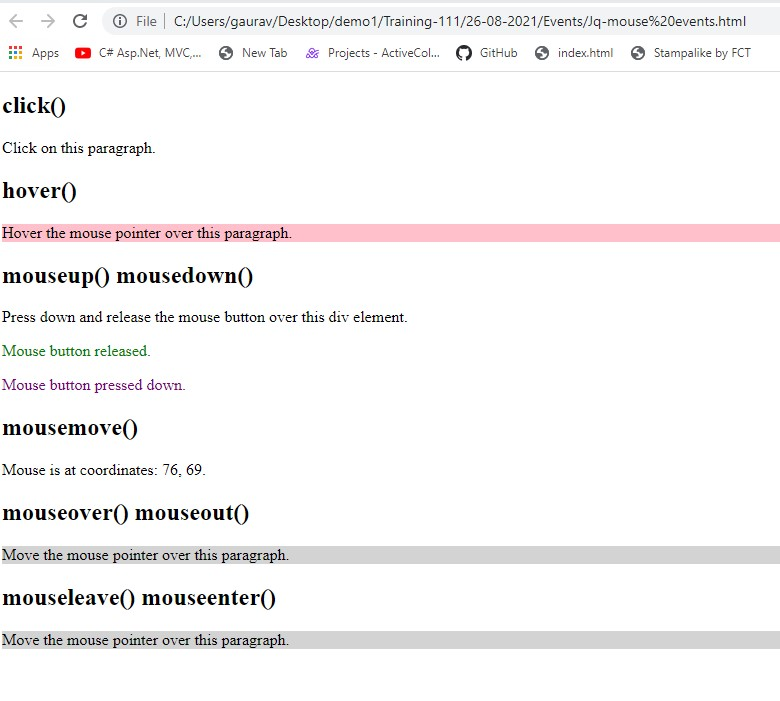 File | C:/Users/gaurav/Desktop/demo1/Training-111/26-08-2021/Events/Jq-mouse%20events.html
Apps C# Asp.Net, MVC,... New Tab Projects - ActiveCol... GitHub index.html Stampalike by FCT
click()
Click on this paragraph.
hover()
Hover the mouse pointer over this paragraph.
mouseup() mousedown()
Press down and release the mouse button over this div element.
Mouse button released.
Mouse button pressed down.
mousemove()
Mouse is at coordinates: 76, 69.
mouseover() mouseout()
Move the mouse pointer over this paragraph.
mouseleave() mouseenter()
Move the mouse pointer over this paragraph.